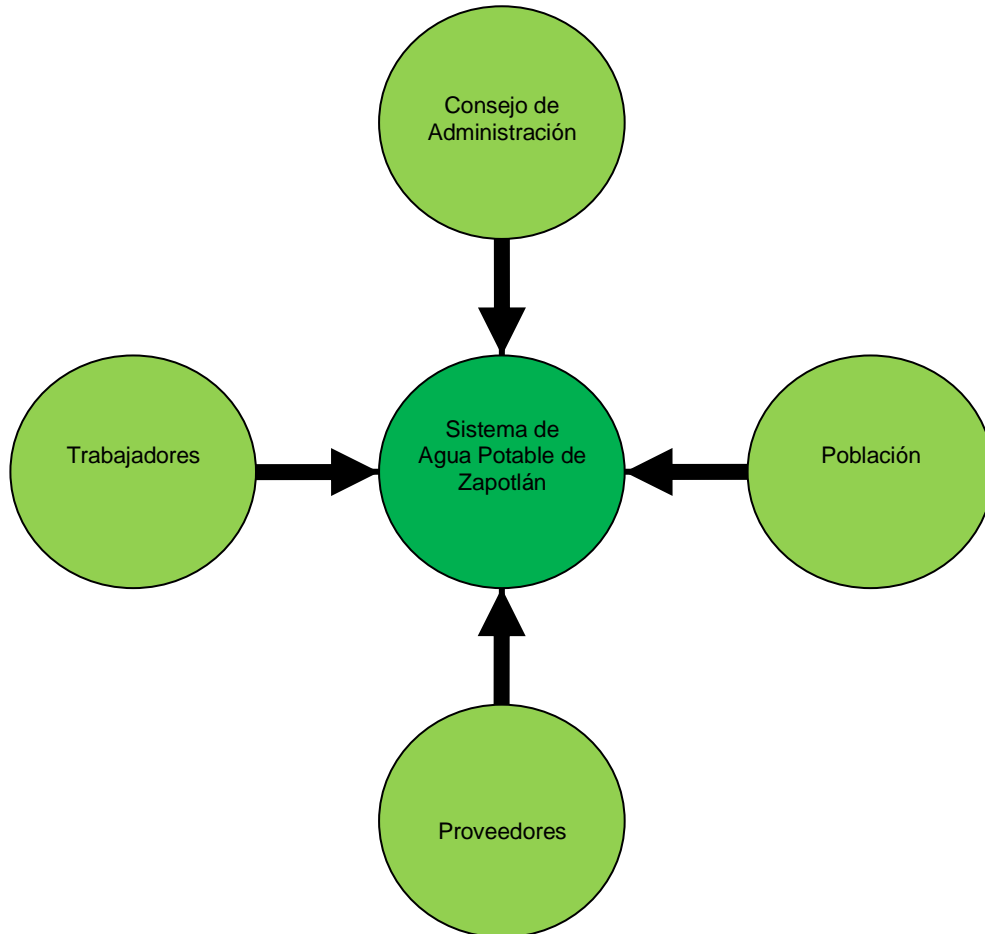 Consejo de
Administración
Trabajadores
Sistema de
Agua Potable de
Zapotlán
Población
Proveedores